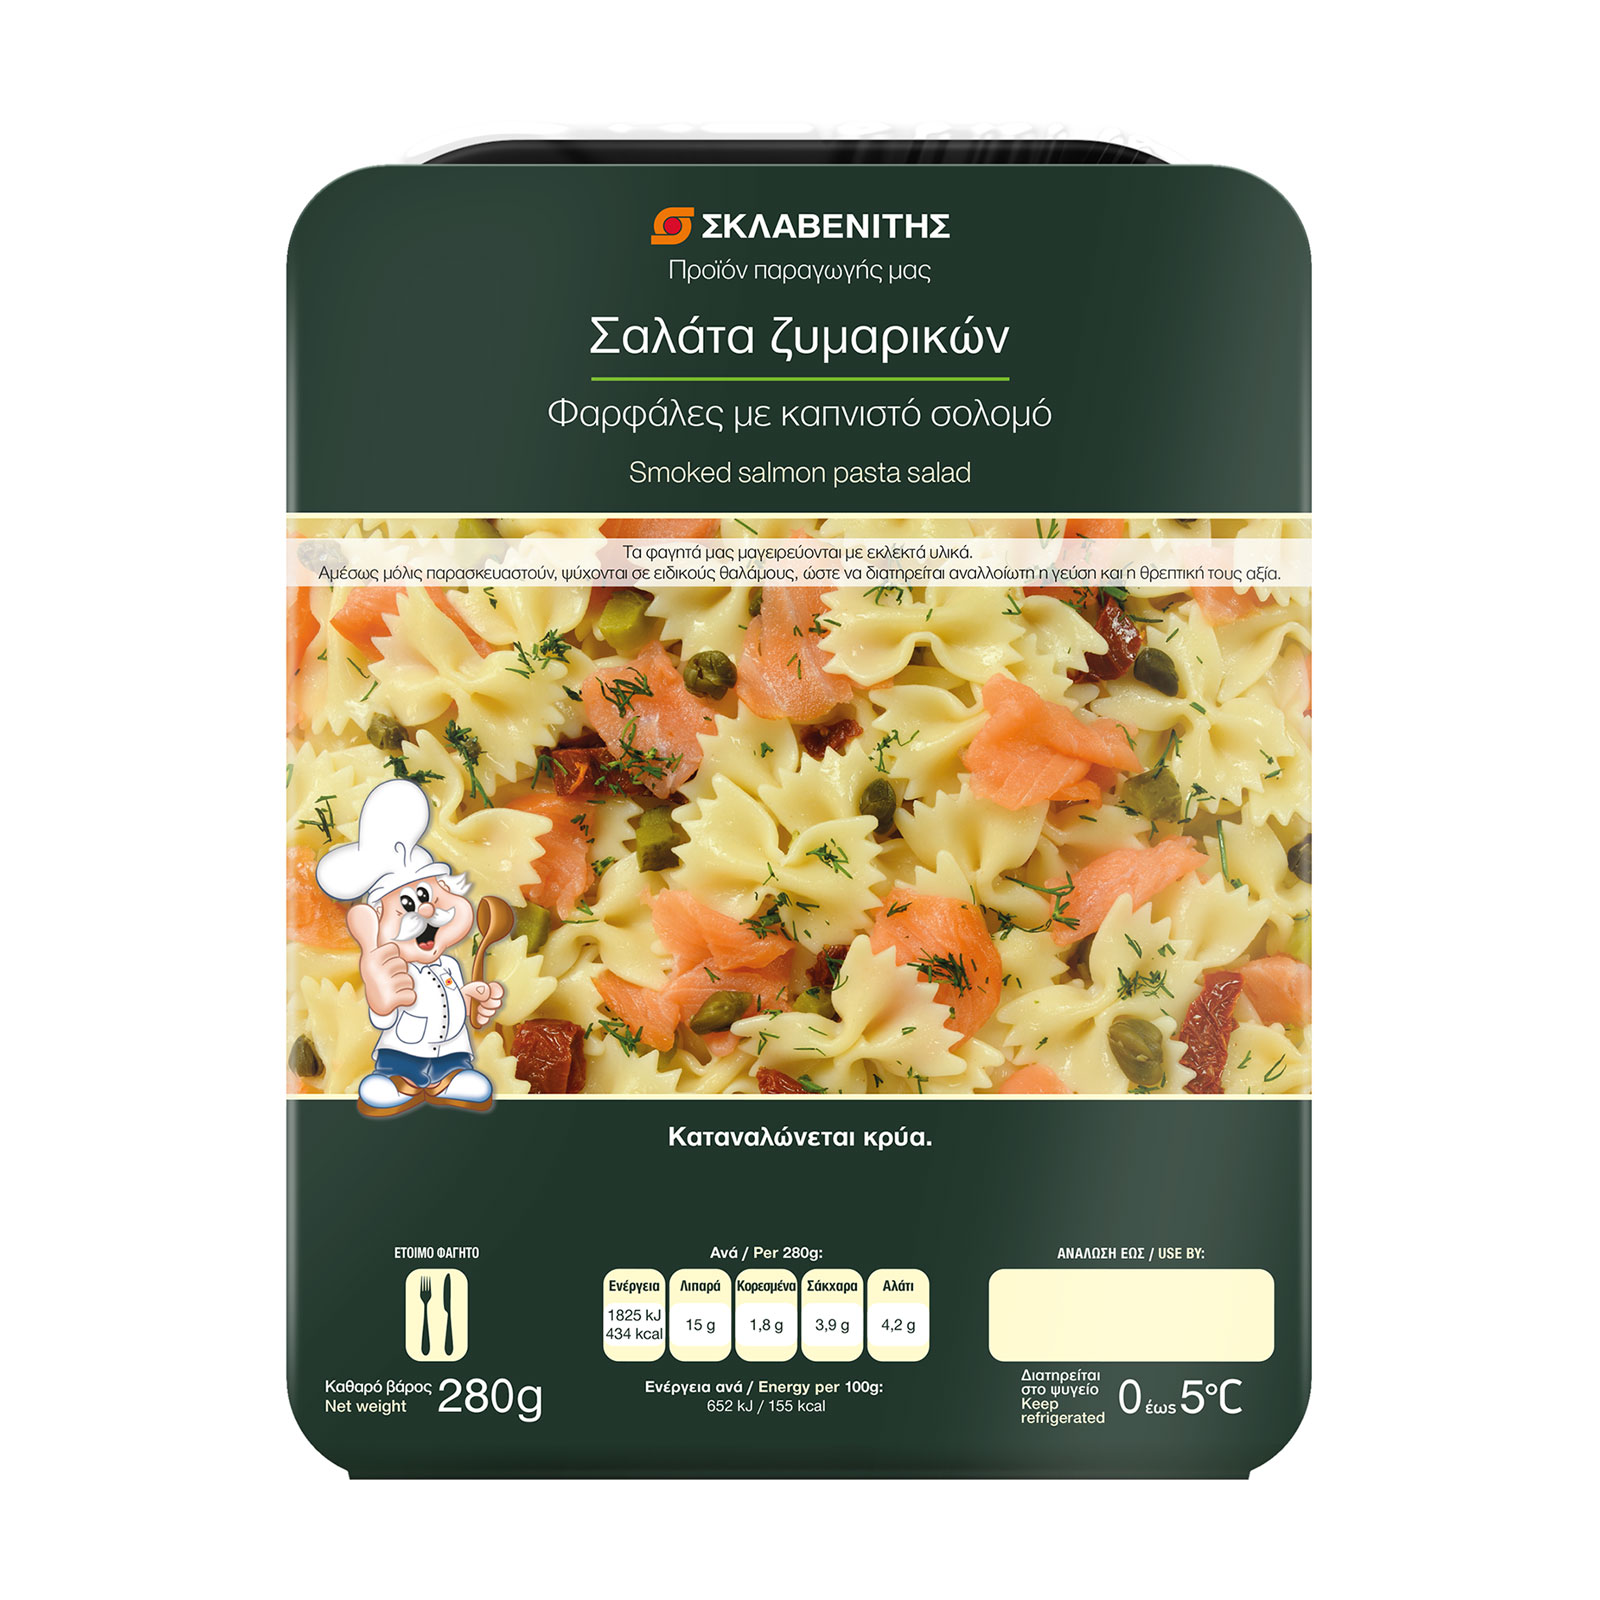 ΣΚΛΑΒΕΝΙΤΗΣ
Προϊόν παραγωγής μας
Σαλάτα ζυμαρικών
Φαρφάλες με καπνιστό σολομό
Smoked salmon pasta salad
Τα φαγητά μας μαγειρεύονται με εκλεκτά υλικά.
Αμέσως μόλις παρασκευαστούν, ψύχονται σε ειδικούς θαλάμους, ώστε να διατηρείται αναλλοίωτη η γεύση και η θρεπτική τους αξία.
Καταναλώνεται κρύα.
ΕΤΟΙΜΟ ΦΑΓΗΤΟ
Καθαρό βάρος
Net weight
280g
Ανά / Per 280g:
Ενέργεια Λιπαρά Κορεσμένα Σάκχαρα Αλάτι
1825 kJ
434 kcal
15 g 1,8 g 3,9 g 4,2 g
Ενέργεια ανά / Energy per 100g:
652 kJ / 155 kcal
ΑΝΑΛΩΣΗ ΕΩΣ / USE BY:
Διατηρείται
στο ψυγείο
Keep
refrigerated
0 έως 5°C